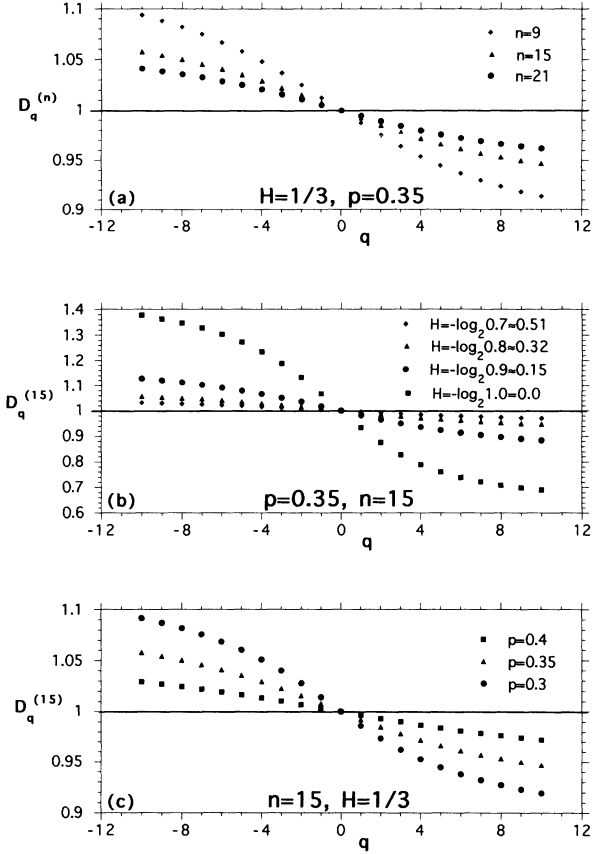 1.1
n=9
1.05
n=15
n=21
D_q^(n)
1
0.95
(a)
H=1/3, p=0.35
0.9
-12 -8 -4 0 4 8 12
q
1.4
H=-log_2 0.7≈0.51
1.3
H=-log_2 0.8≈0.32
1.2
H=-log_2 0.9≈0.15
1.1
H=-log_2 1.0=0.0
D_q^(15)
1
0.9
0.8
0.7
(b)
p=0.35, n=15
0.6
-12 -8 -4 0 4 8 12
q
1.1
p=0.4
1.05
p=0.35
p=0.3
D_q^(15)
1
0.95
(c)
n=15, H=1/3
0.9
-12 -8 -4 0 4 8 12
q